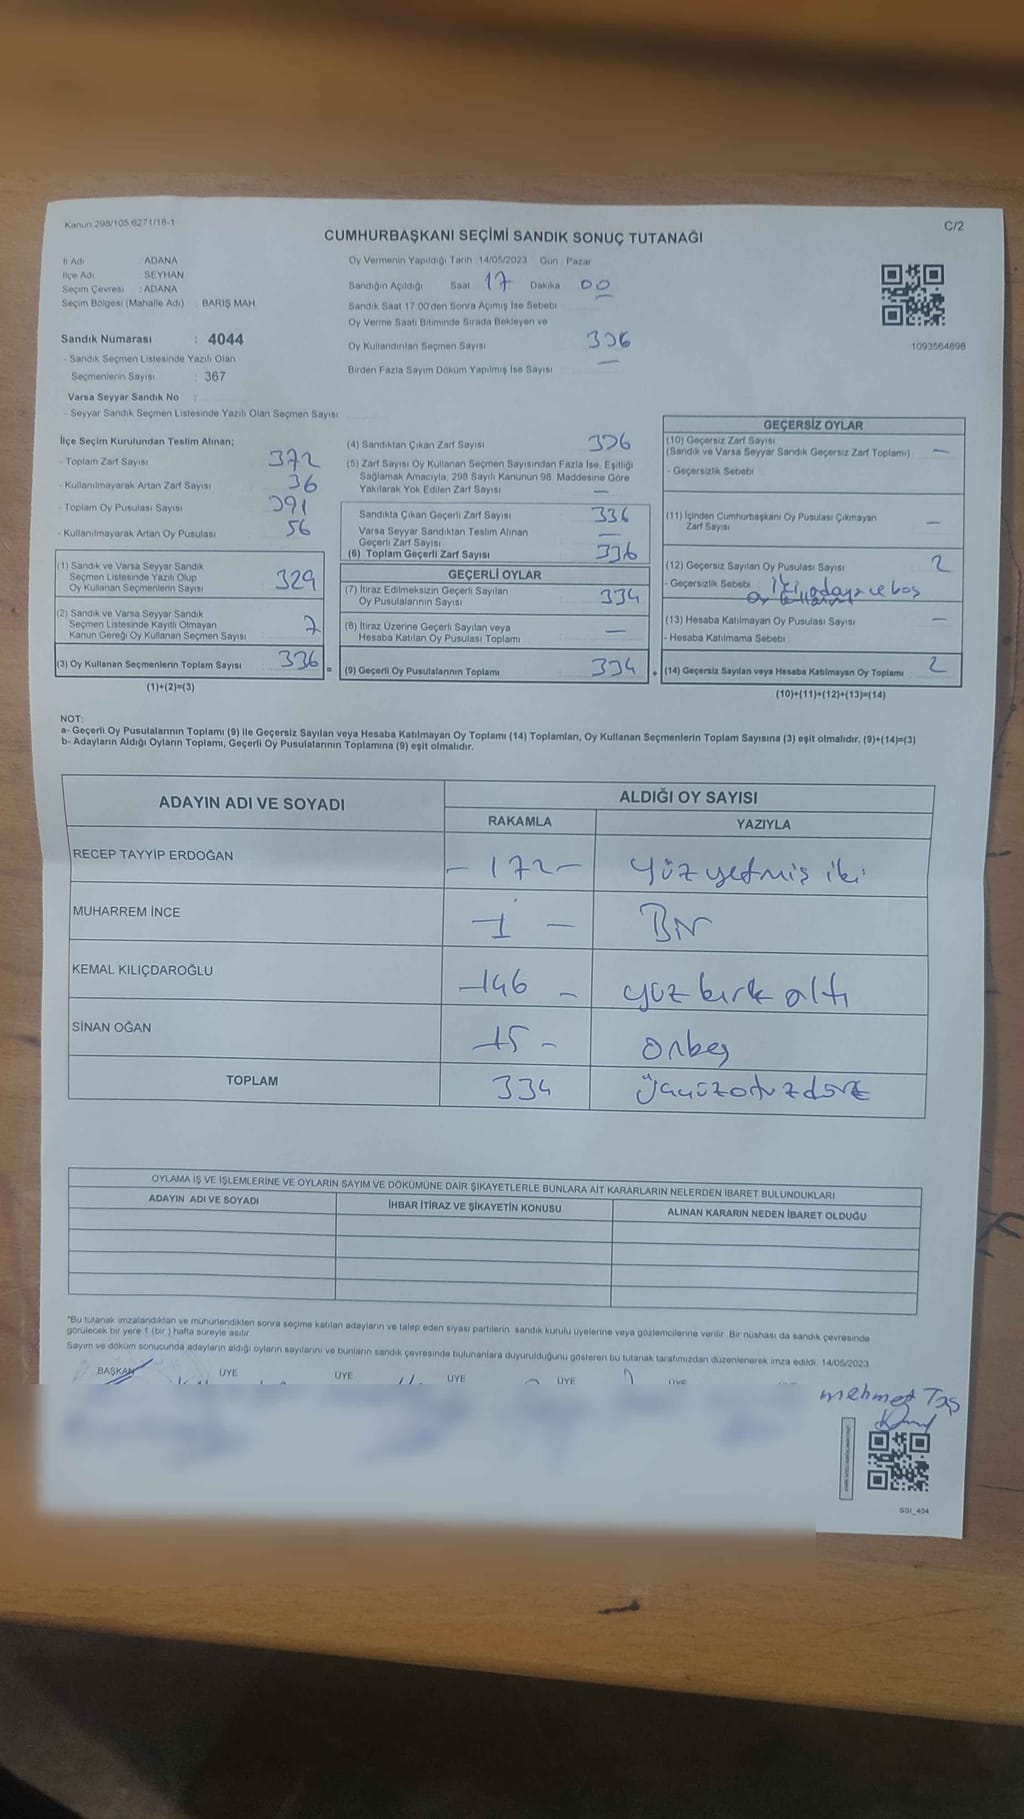 Kanun 298/105,6271/18-1
C/2
CUMHURBAŞKANI SEÇİMİ SANDIK SONUÇ TUTANAĞI
İl Adı : ADANA
İlçe Adı : SEYHAN
Seçim Çevresi : ADANA
Seçim Bölgesi (Mahalle Adı) : BARIŞ MAH.
Sandık Numarası : 4044
- Sandık Seçmen Listesinde Yazılı Olan
Seçmenlerin Sayısı : 367
Varsa Seyyar Sandık No :
- Seyyar Sandık Seçmen Listesinde Yazılı Olan Seçmen Sayısı
Oy Vermenin Yapıldığı Tarih : 14/05/2023 Gün : Pazar
Sandığın Açıldığı Saat 17 Dakika 00
Sandık Saat 17.00'den Sonra Açımış İse Sebebi
Oy Verme Saati Bitiminde Sırada Bekleyen ve
Oy Kullandırılan Seçmen Sayısı 336
Birden Fazla Sayım Döküm Yapılmış İse Sayısı —
1093564898
İlçe Seçim Kurulundan Teslim Alınan;
- Toplam Zarf Sayısı 372
- Kullanılmayarak Artan Zarf Sayısı 36
- Toplam Oy Pusulası Sayısı 391
- Kullanılmayarak Artan Oy Pusulası 56
(1) Sandık ve Varsa Seyyar Sandık
Seçmen Listesinde Yazılı Olup
Oy Kullanan Seçmenlerin Sayısı 329
(2) Sandık ve Varsa Seyyar Sandık
Seçmen Listesinde Kayıtlı Olmayan
Kanun Gereği Oy Kullanan Seçmen Sayısı 7
(3) Oy Kullanan Seçmenlerin Toplam Sayısı 336 =
(1)+(2)=(3)
(4) Sandıktan Çıkan Zarf Sayısı 336
(5) Zarf Sayısı Oy Kullanan Seçmen Sayısından Fazla İse, Eşitliği
Sağlamak Amacıyla, 298 Sayılı Kanunun 98. Maddesine Göre
Yakılarak Yok Edilen Zarf Sayısı —
Sandıkta Çıkan Geçerli Zarf Sayısı 336
Varsa Seyyar Sandıktan Teslim Alınan
Geçerli Zarf Sayısı —
(6) Toplam Geçerli Zarf Sayısı 336
GEÇERLİ OYLAR
(7) İtiraz Edilmeksizin Geçerli Sayılan
Oy Pusulalarının Sayısı 334
(8) İtiraz Üzerine Geçerli Sayılan veya
Hesaba Katılan Oy Pusulası Toplamı —
(9) Geçerli Oy Pusulalarının Toplamı 334 +
GEÇERSİZ OYLAR
(10) Geçersiz Zarf Sayısı
(Sandık ve Varsa Seyyar Sandık Geçersiz Zarf Toplamı) —
- Geçersizlik Sebebi
(11) İçinden Cumhurbaşkanı Oy Pusulası Çıkmayan
Zarf Sayısı —
(12) Geçersiz Sayılan Oy Pusulası Sayısı 2
- Geçersizlik Sebebi İki adaya ve boş
oy
(13) Hesaba Katılmayan Oy Pusulası Sayısı —
- Hesaba Katılmama Sebebi
(14) Geçersiz Sayılan veya Hesaba Katılmayan Oy Toplamı 2
(10)+(11)+(12)+(13)=(14)
NOT:
a- Geçerli Oy Pusulalarının Toplamı (9) İle Geçersiz Sayılan veya Hesaba Katılmayan Oy Toplamı (14) Toplamları, Oy Kullanan Seçmenlerin Toplam Sayısına (3) eşit olmalıdır. (9)+(14)=(3)
b- Adayların Aldığı Oyların Toplamı, Geçerli Oy Pusulalarının Toplamına (9) eşit olmalıdır.
ADAYIN ADI VE SOYADI ALDIĞI OY SAYISI
RAKAMLA YAZIYLA
RECEP TAYYİP ERDOĞAN - 172 - yüz yetmiş iki
MUHARREM İNCE - 1 - BİR
KEMAL KILIÇDAROĞLU - 146 - yüz kırk altı
SİNAN OĞAN - 15 - Onbeş
TOPLAM 334 üçyüzotuzdört
OYLAMA İŞ VE İŞLEMLERİNE VE OYLARIN SAYIM VE DÖKÜMÜNE DAİR ŞİKAYETLERLE BUNLARA AİT KARARLARIN NELERDEN İBARET BULUNDUKLARI
ADAYIN ADI VE SOYADI İHBAR İTİRAZ VE ŞİKAYETİN KONUSU ALINAN KARARIN NEDEN İBARET OLDUĞU
"Bu tutanak imzalandıktan ve mühürlendikten sonra seçime katılan adayların ve talep eden siyasi partilerin sandık kurulu üyelerine veya gözlemcilerine verilir. Bir nüshası da sandık çevresinde
görülecek bir yere 1 (bir ) hafta süreyle asılır.
Sayım ve döküm sonucunda adayların aldığı oyların sayılarını ve bunların sandık çevresinde bulunanlara duyurulduğunu gösteren bu tutanak tarafımızdan düzenlenerek imza edildi. 14/05/2023
BAŞKAN ÜYE ÜYE ÜYE ÜYE ÜYE
mehmet Taş
SSI_404